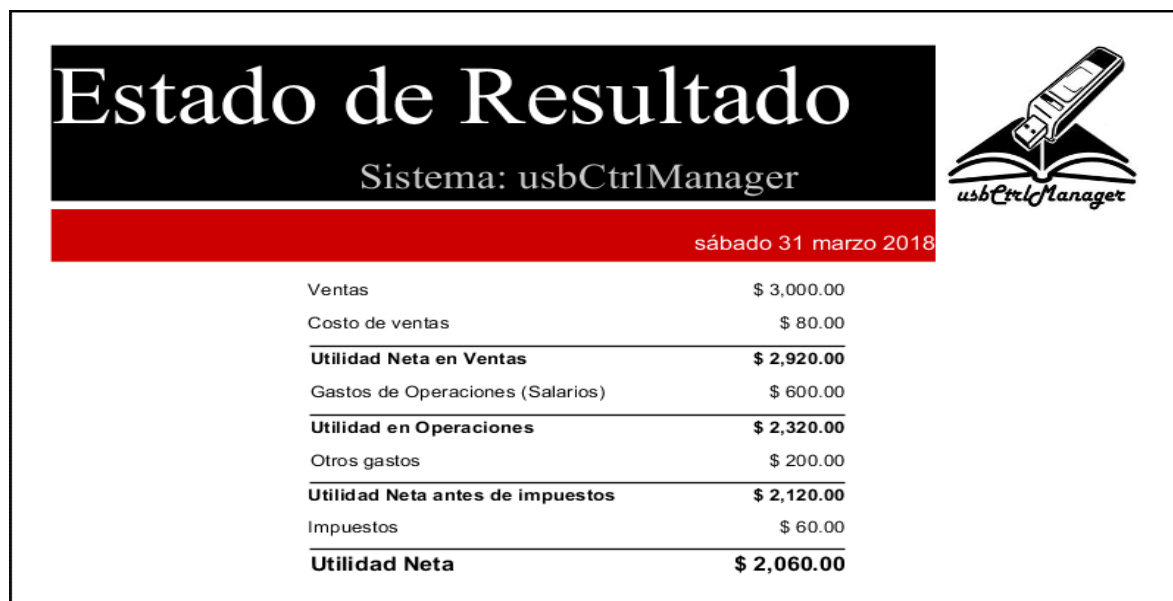 Estado de Resultado
Sistema: usbCtrlManager
usbCtrlManager
sábado 31 marzo 2018
Ventas $ 3,000.00
Costo de ventas $ 80.00
Utilidad Neta en Ventas $ 2,920.00
Gastos de Operaciones (Salarios) $ 600.00
Utilidad en Operaciones $ 2,320.00
Otros gastos $ 200.00
Utilidad Neta antes de impuestos $ 2,120.00
Impuestos $ 60.00
Utilidad Neta $ 2,060.00